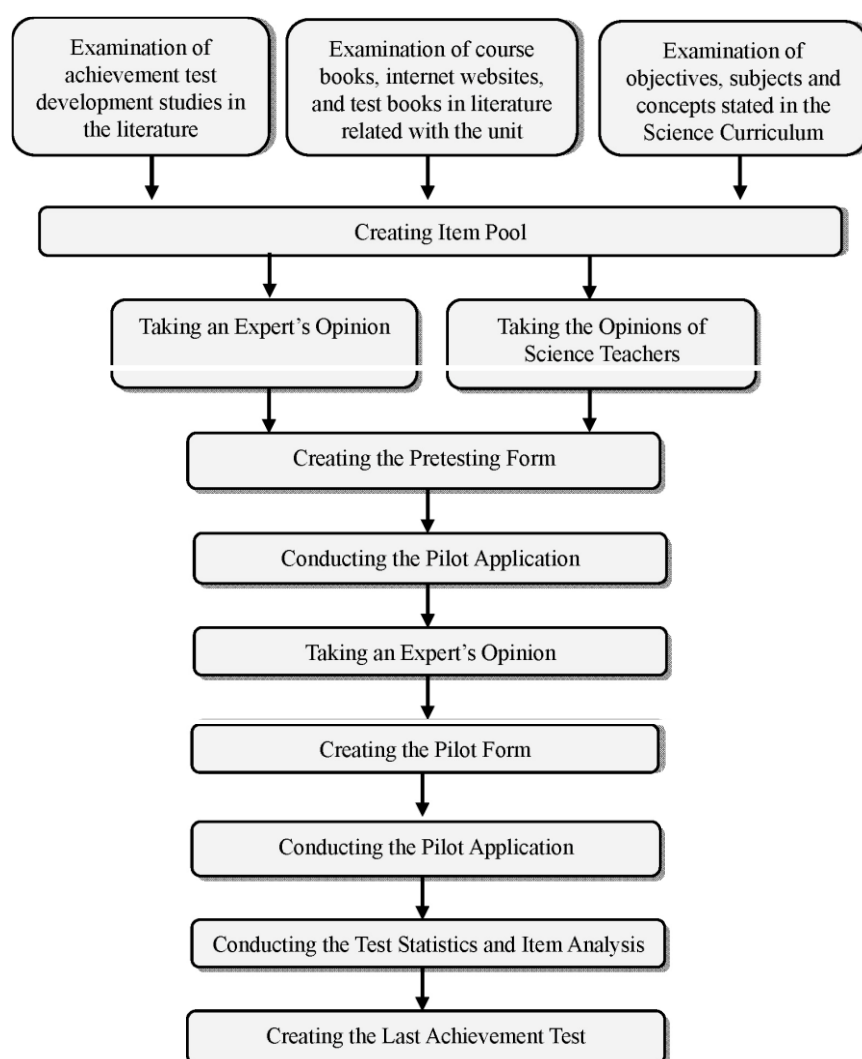 Examination of
achievement test
development studies in
the literature
Examination of course
books, internet websites,
and test books in literature
related with the unit
Examination of
objectives, subjects and
concepts stated in the
Science Curriculum
Creating Item Pool
Taking an Expert’s Opinion
Taking the Opinions of
Science Teachers
Creating the Pretesting Form
Conducting the Pilot Application
Taking an Expert’s Opinion
Creating the Pilot Form
Conducting the Pilot Application
Conducting the Test Statistics and Item Analysis
Creating the Last Achievement Test